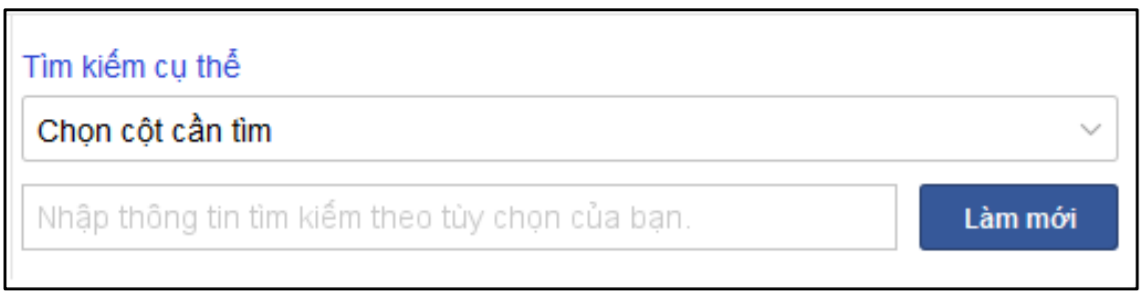 Tìm kiếm cụ thể
Chọn cột cần tìm
Nhập thông tin tìm kiếm theo tùy chọn của bạn.
Làm mới